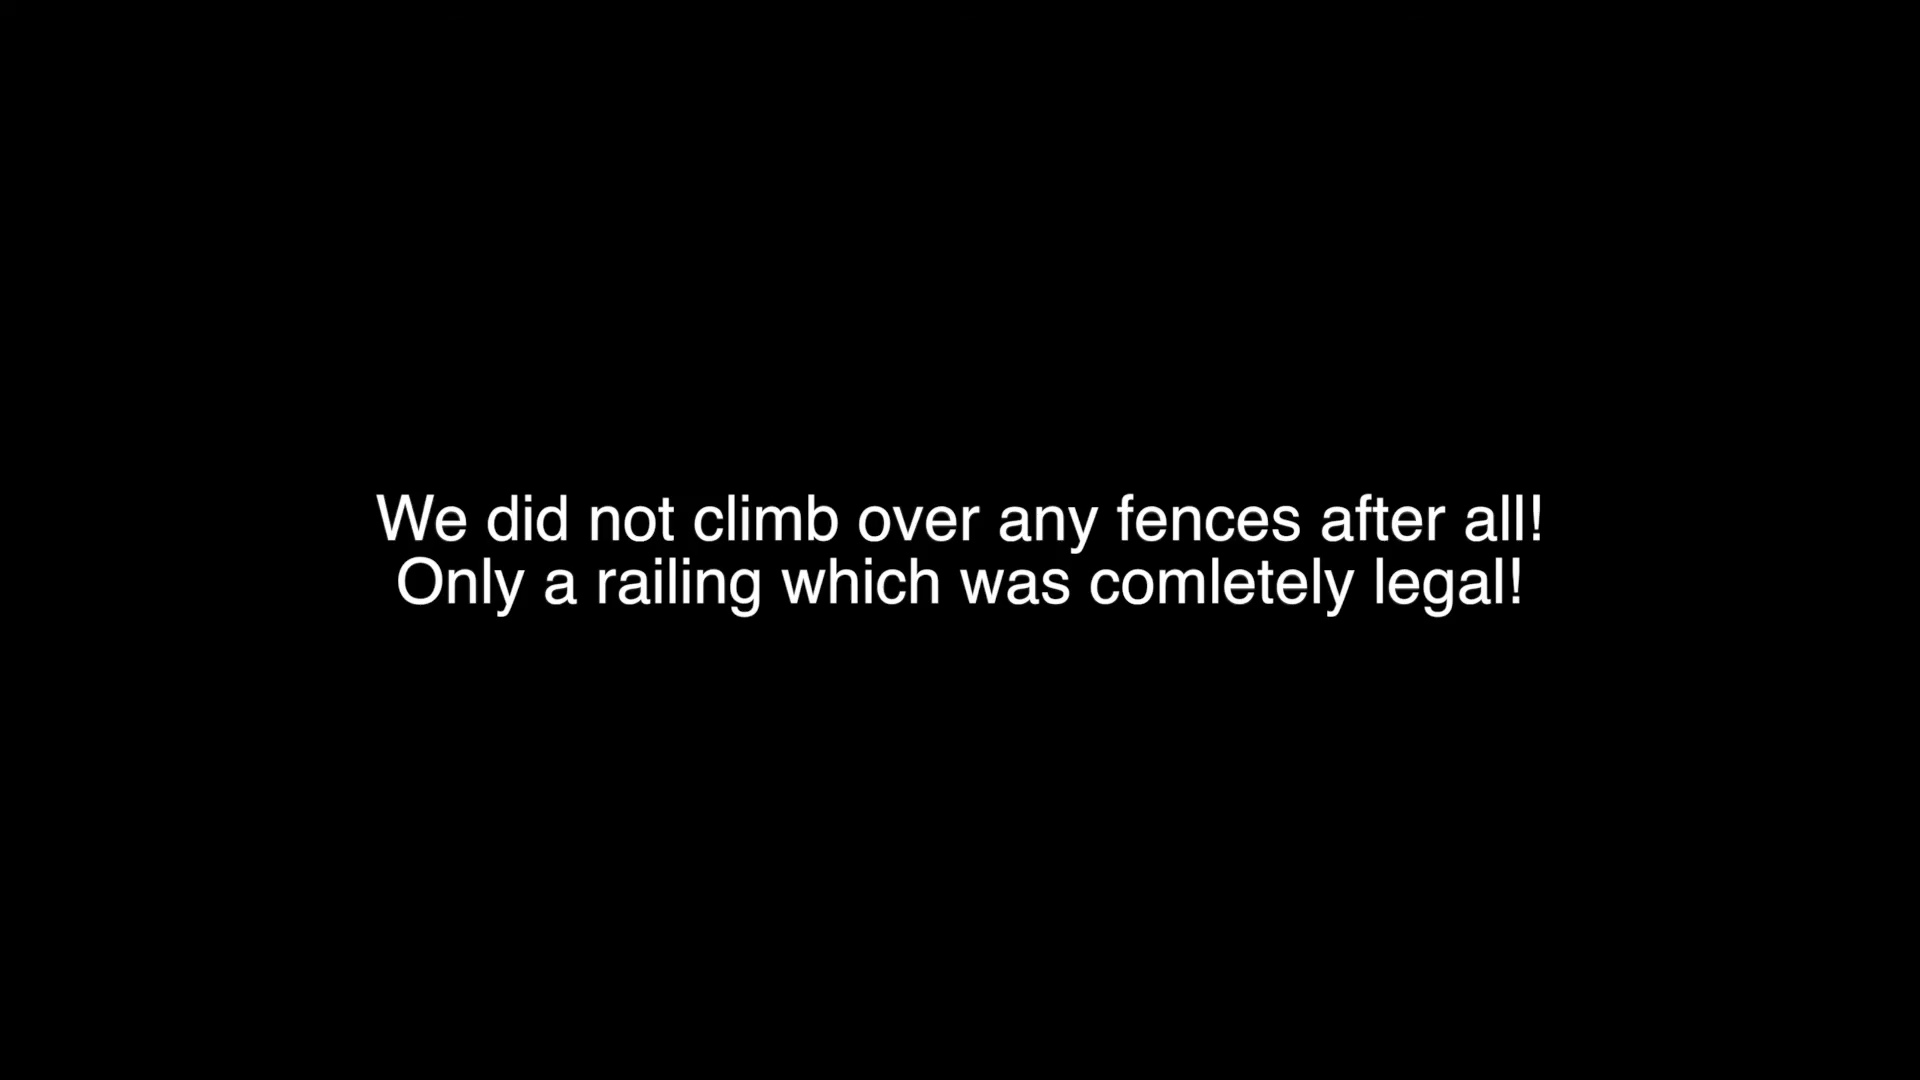 We did not climb over any fences after all!
Only a railing which was comletely legal!